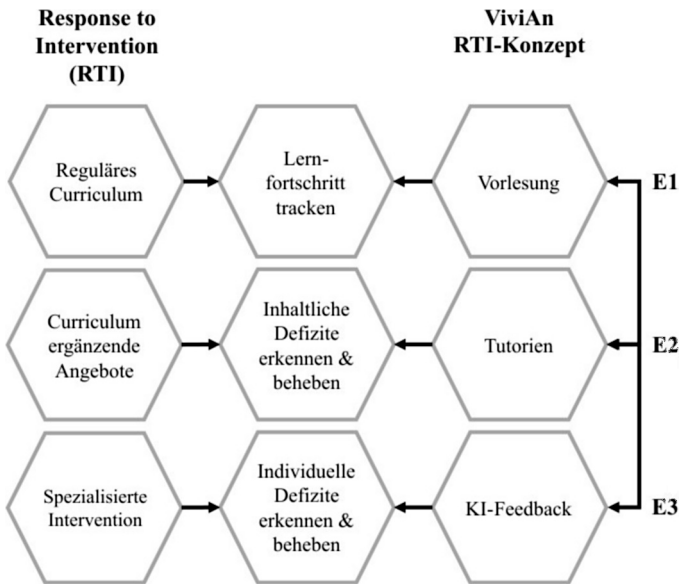 Response to
Intervention
(RTI)
ViviAn
RTI-Konzept
Reguläres
Curriculum
Lern-
fortschritt
tracken
Vorlesung
E1
Curriculum
ergänzende
Angebote
Inhaltliche
Defizite
erkennen &
beheben
Tutorien
E2
Spezialisierte
Intervention
Individuelle
Defizite
erkennen &
beheben
KI-Feedback
E3